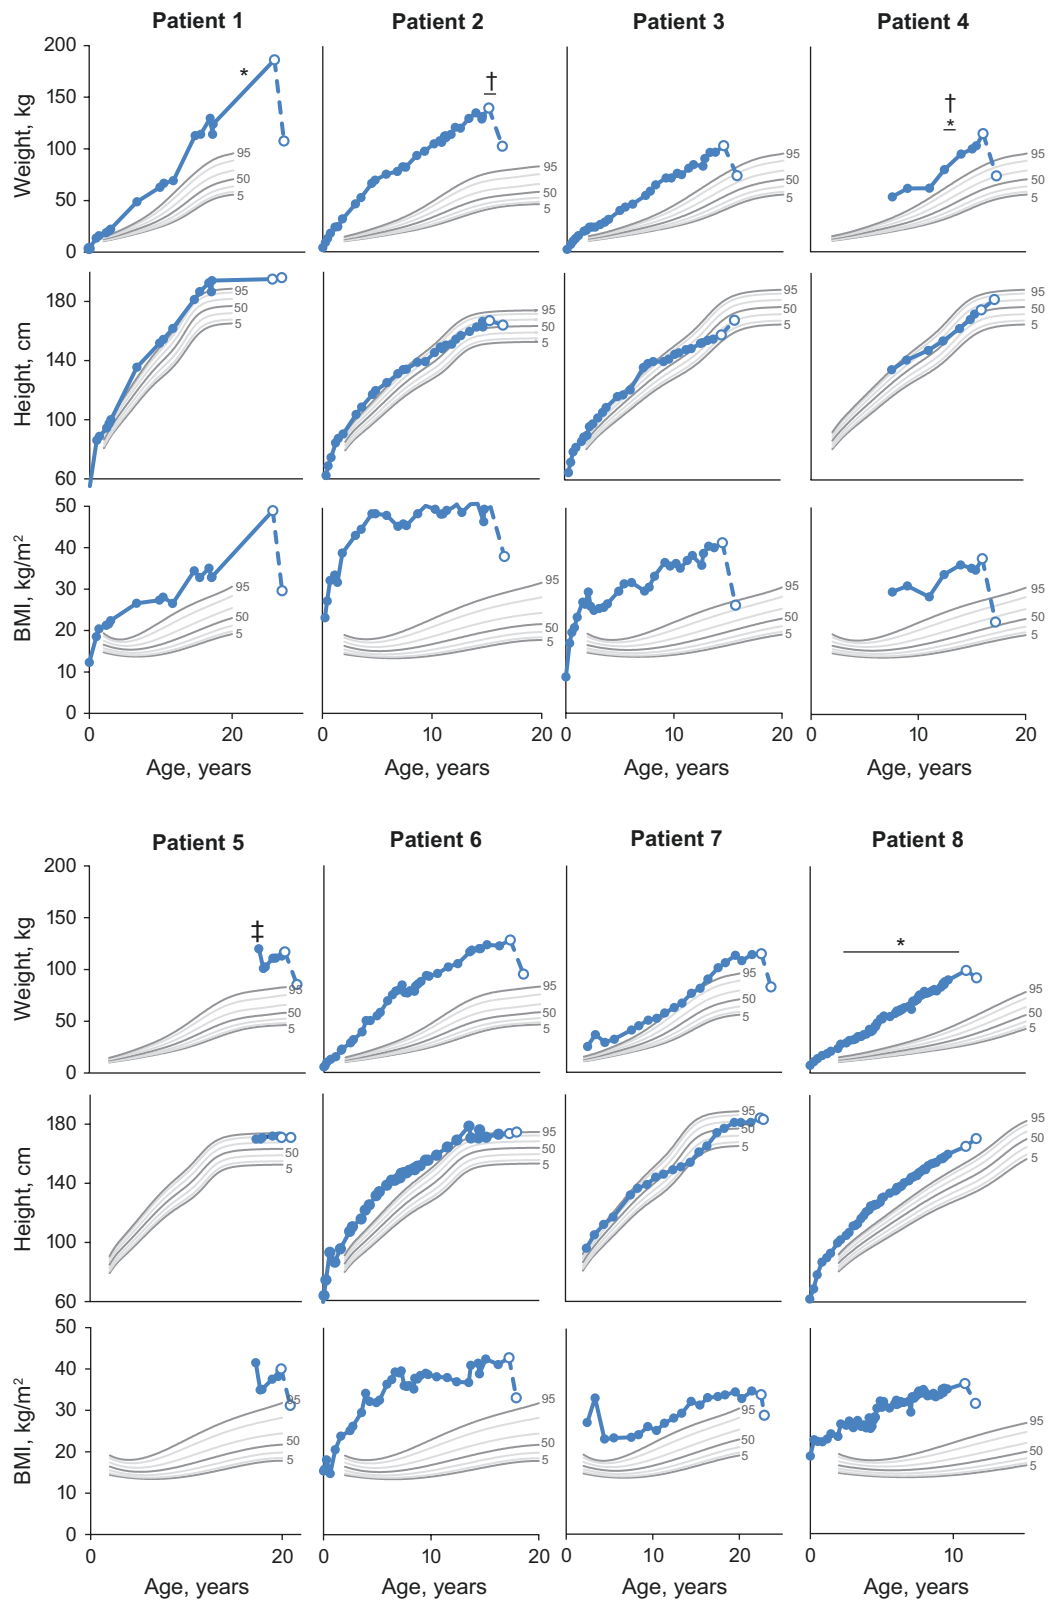 Patient 1 Patient 2 Patient 3 Patient 4
Weight, kg
200
150
100
50
0
* † † *
95 50 5
95 50 5
95 50 5
95 50 5
Height, cm
180
140
100
60
95 50 5
95 50 5
95 50 5
95 50 5
BMI, kg/m²
50
40
30
20
10
0
95 50 5
95 50 5
95 50 5
95 50 5
0 20 0 10 20 0 10 20 0 10 20
Age, years Age, years Age, years Age, years
Patient 5 Patient 6 Patient 7 Patient 8
Weight, kg
200
150
100
50
0
‡ *
95 50 5
95 50 5
95 50 5
95 50 5
Height, cm
180
140
100
60
50 5
95 50 5
95 50 5
95 50 5
BMI, kg/m²
50
40
30
20
10
0
95 50 5
95 50 5
95 50 5
95 50 5
0 20 0 10 20 0 10 20 0 10
Age, years Age, years Age, years Age, years